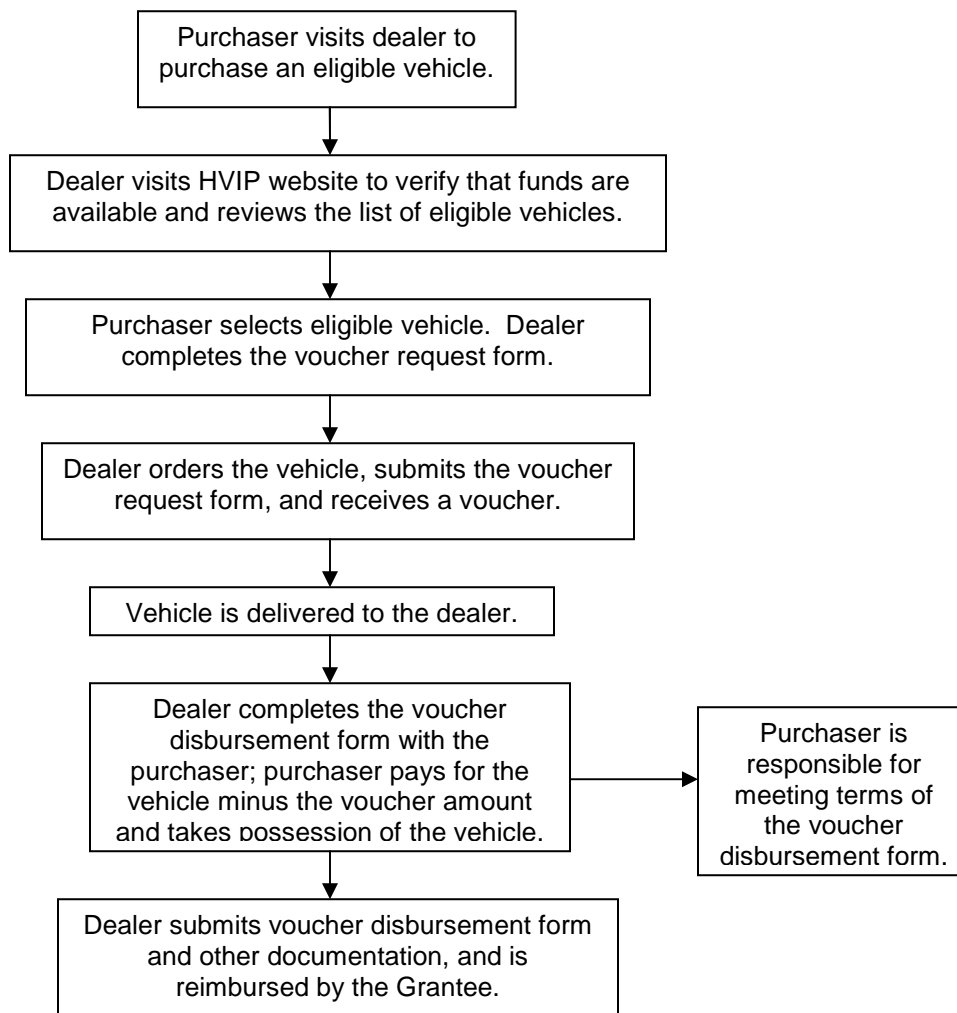 Purchaser visits dealer to
purchase an eligible vehicle.
Dealer visits HVIP website to verify that funds are
available and reviews the list of eligible vehicles.
Purchaser selects eligible vehicle.  Dealer
completes the voucher request form.
Dealer orders the vehicle, submits the voucher
request form, and receives a voucher.
Vehicle is delivered to the dealer.
Dealer completes the voucher
disbursement form with the
purchaser; purchaser pays for the
vehicle minus the voucher amount
and takes possession of the vehicle.
Purchaser is
responsible for
meeting terms of
the voucher
disbursement form.
Dealer submits voucher disbursement form
and other documentation, and is
reimbursed by the Grantee.